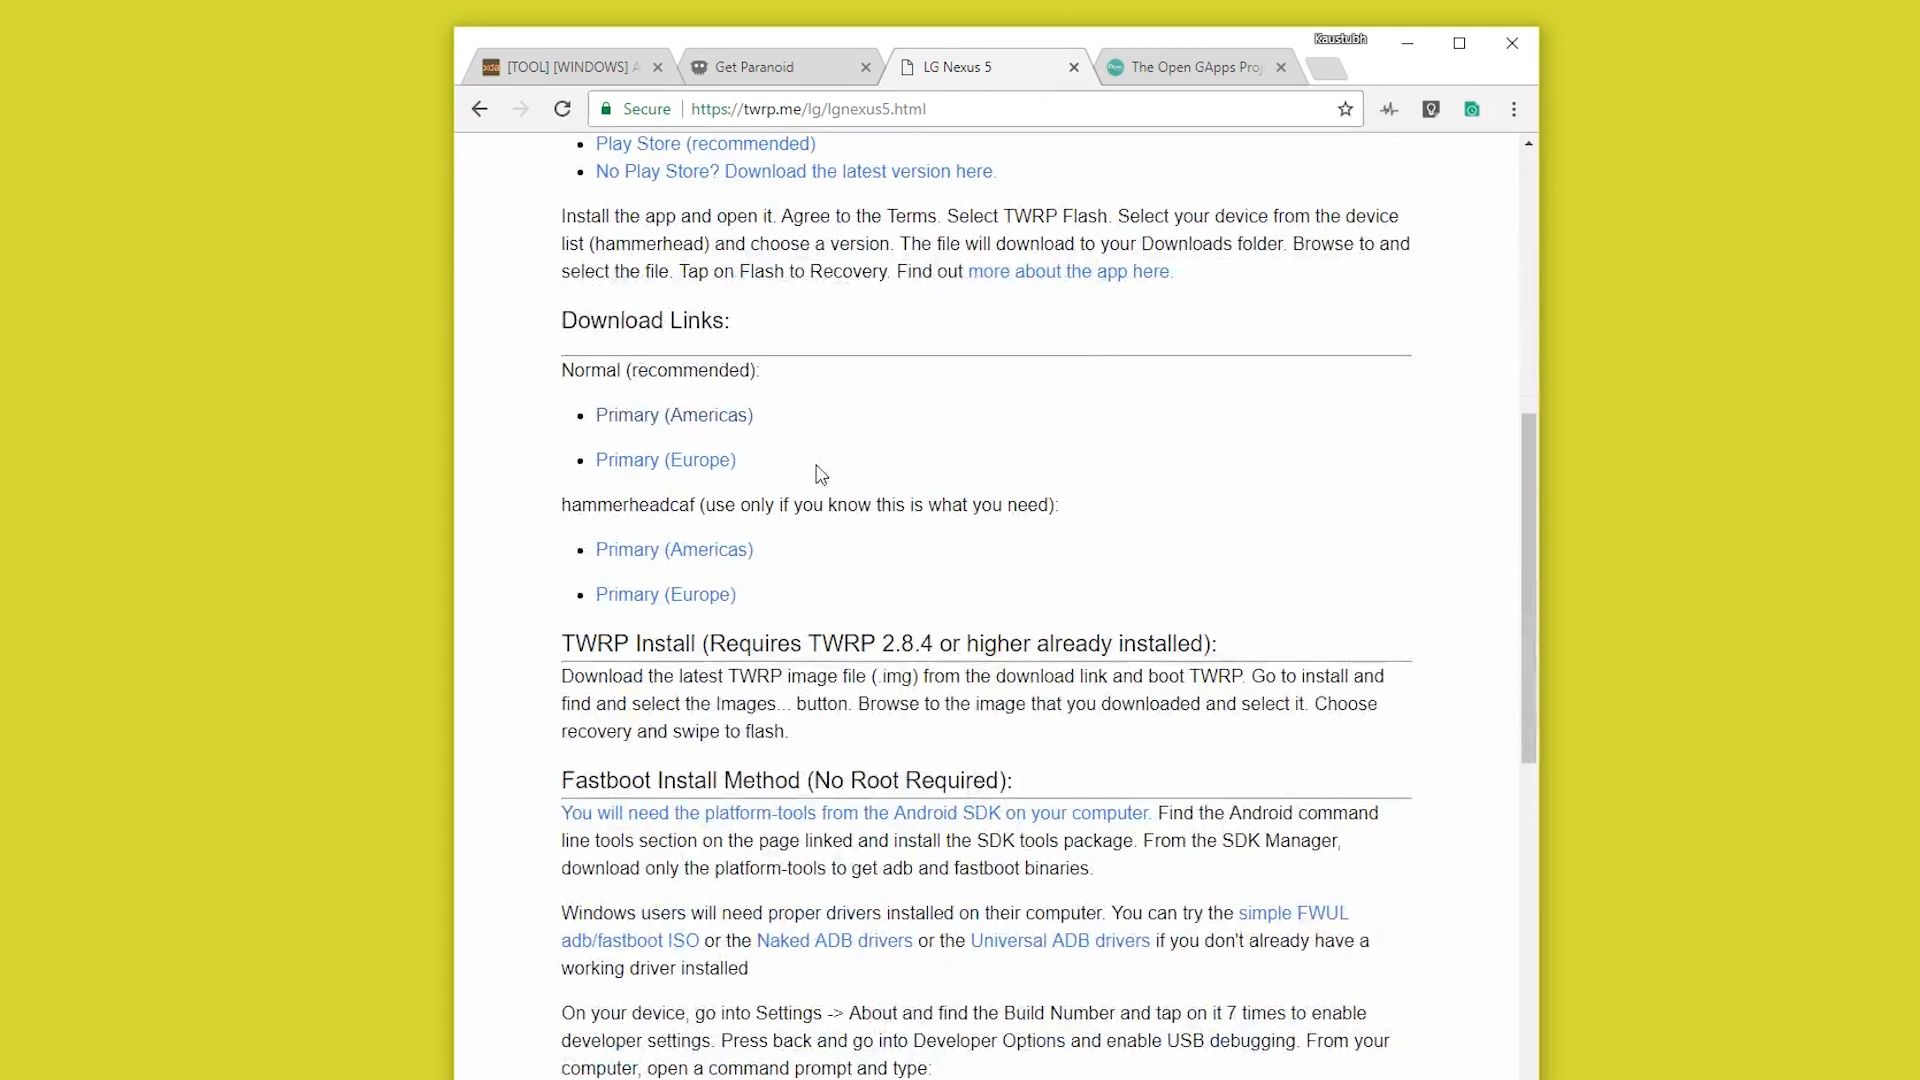 Kaustubh
[TOOL] [WINDOWS] A
Get Paranoid
LG Nexus 5
The Open GApps Proj
Secure
https://twrp.me/lg/lgnexus5.html
Play Store (recommended)
No Play Store? Download the latest version here.
Install the app and open it. Agree to the Terms. Select TWRP Flash. Select your device from the device
list (hammerhead) and choose a version. The file will download to your Downloads folder. Browse to and
select the file. Tap on Flash to Recovery. Find out more about the app here.
Download Links:
Normal (recommended):
Primary (Americas)
Primary (Europe)
hammerheadcaf (use only if you know this is what you need):
Primary (Americas)
Primary (Europe)
TWRP Install (Requires TWRP 2.8.4 or higher already installed):
Download the latest TWRP image file (.img) from the download link and boot TWRP. Go to install and
find and select the Images... button. Browse to the image that you downloaded and select it. Choose
recovery and swipe to flash.
Fastboot Install Method (No Root Required):
You will need the platform-tools from the Android SDK on your computer. Find the Android command
line tools section on the page linked and install the SDK tools package. From the SDK Manager,
download only the platform-tools to get adb and fastboot binaries.
Windows users will need proper drivers installed on their computer. You can try the simple FWUL
adb/fastboot ISO or the Naked ADB drivers or the Universal ADB drivers if you don't already have a
working driver installed
On your device, go into Settings -> About and find the Build Number and tap on it 7 times to enable
developer settings. Press back and go into Developer Options and enable USB debugging. From your
computer, open a command prompt and type: